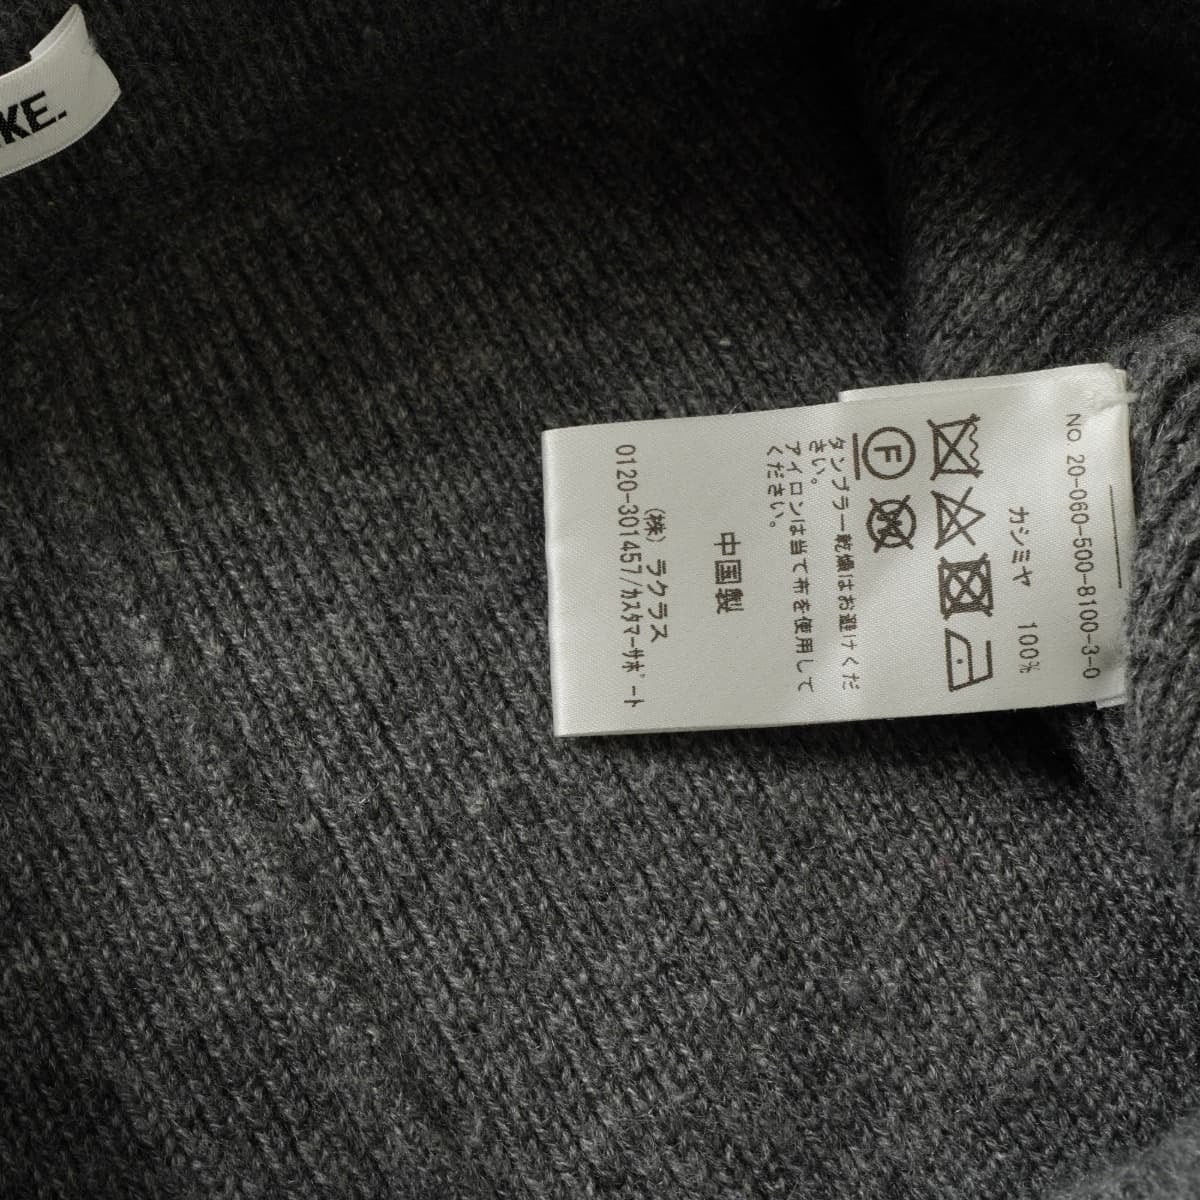 KE.
NO. 20-060-500-8100-3-0
カシミヤ 100%
F
W
タンブラー乾燥はお避けくだ
さい。
アイロンは当て布を使用して
ください。
中国製
(株) ラクラス
0120-301457/カスタマーサポート